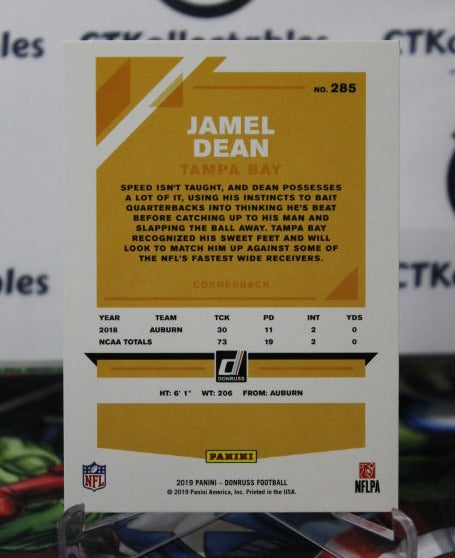 CTKollectables
CTKollectables
NO. 285
JAMEL
DEAN
TAMPA BAY
SPEED ISN'T TAUGHT, AND DEAN POSSESSES
A LOT OF IT, USING HIS INSTINCTS TO BAIT
QUARTERBACKS INTO THINKING HE'S BEAT
BEFORE CATCHING UP TO HIS MAN AND
SLAPPING THE BALL AWAY. TAMPA BAY
RECOGNIZED HIS SWEET FEET AND WILL
LOOK TO MATCH HIM UP AGAINST SOME OF
THE NFL'S FASTEST WIDE RECEIVERS.
CORNERBACK
YEAR TEAM TCK PD INT YDS
2018 AUBURN 30 11 2 0
NCAA TOTALS 73 19 2 0
DONRUSS
HT: 6' 1" WT: 206 FROM: AUBURN
PANINI
NFL
NFLPA
2019 PANINI – DONRUSS FOOTBALL
© 2019 Panini America, Inc. Printed in the USA.